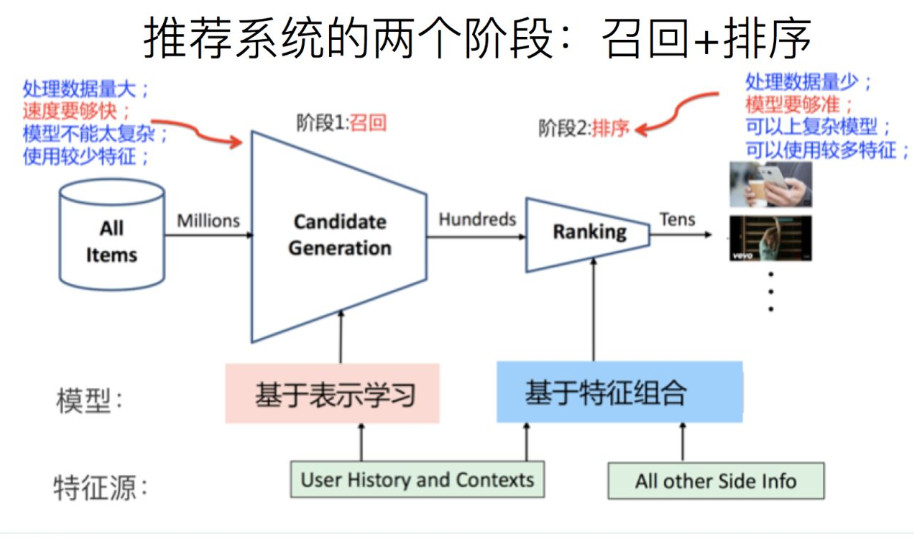 推荐系统的两个阶段：召回+排序
处理数据量大；
速度要够快；
模型不能太复杂；
使用较少特征；
阶段1:召回
阶段2:排序
处理数据量少；
模型要够准；
可以上复杂模型；
可以使用较多特征；
All
Items
Millions
Candidate
Generation
Hundreds
Ranking
Tens
vevo
模型：
基于表示学习
基于特征组合
特征源：
User History and Contexts
All other Side Info